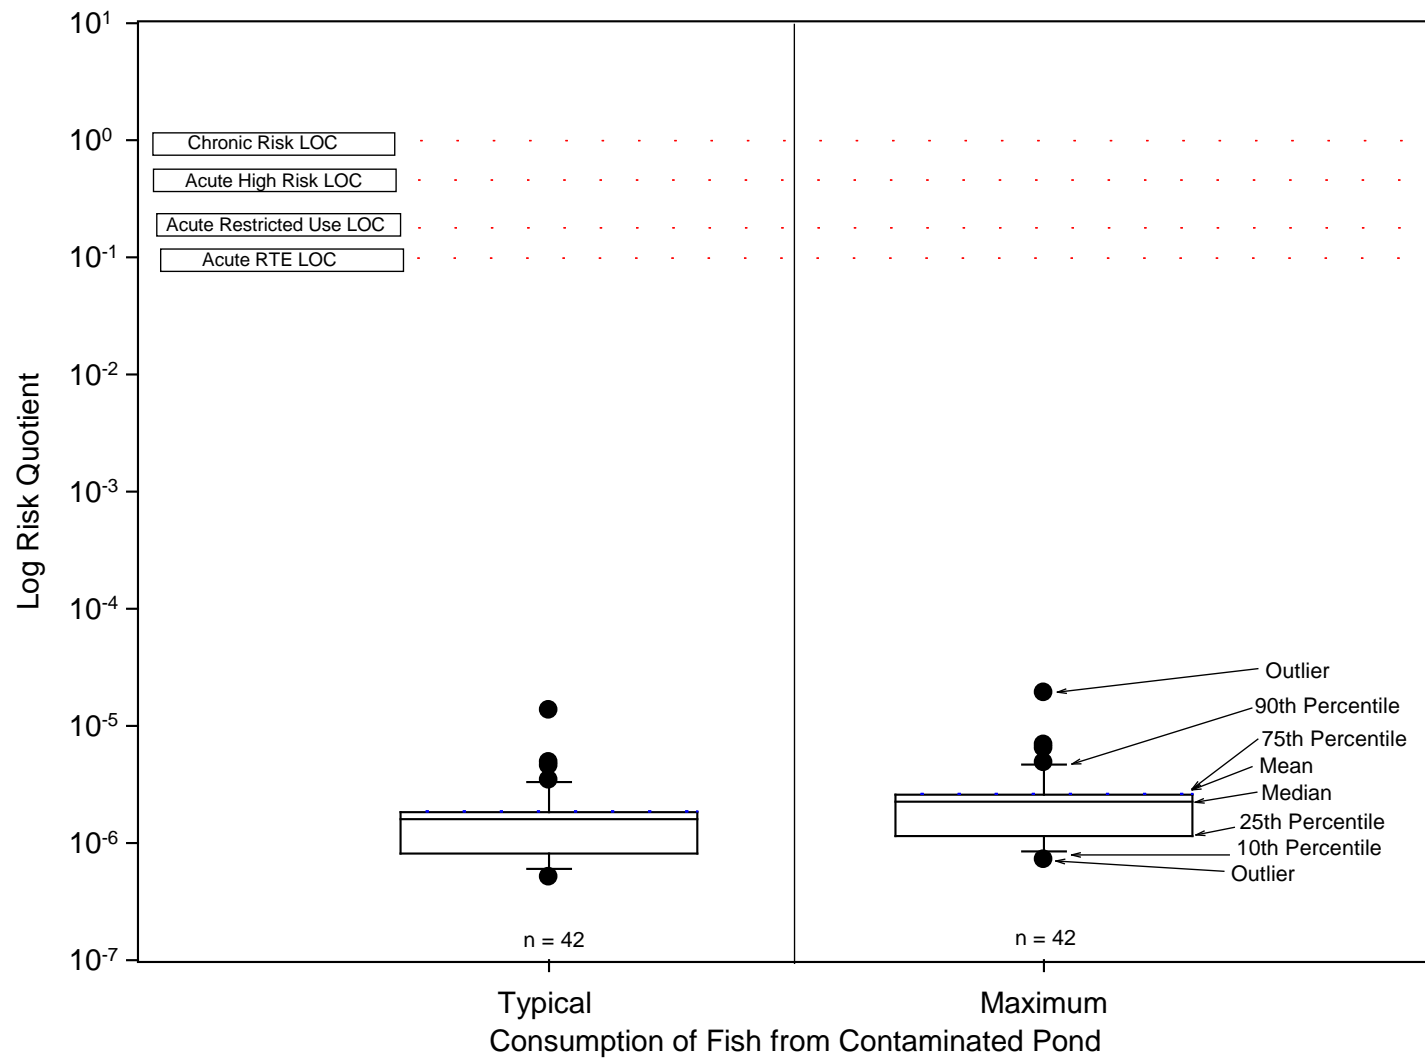 10¹
10⁰
10⁻¹
10⁻²
10⁻³
10⁻⁴
10⁻⁵
10⁻⁶
10⁻⁷
Log Risk Quotient
Chronic Risk LOC
Acute High Risk LOC
Acute Restricted Use LOC
Acute RTE LOC
Outlier
90th Percentile
75th Percentile
Mean
Median
25th Percentile
10th Percentile
Outlier
n = 42
n = 42
Typical
Maximum
Consumption of Fish from Contaminated Pond